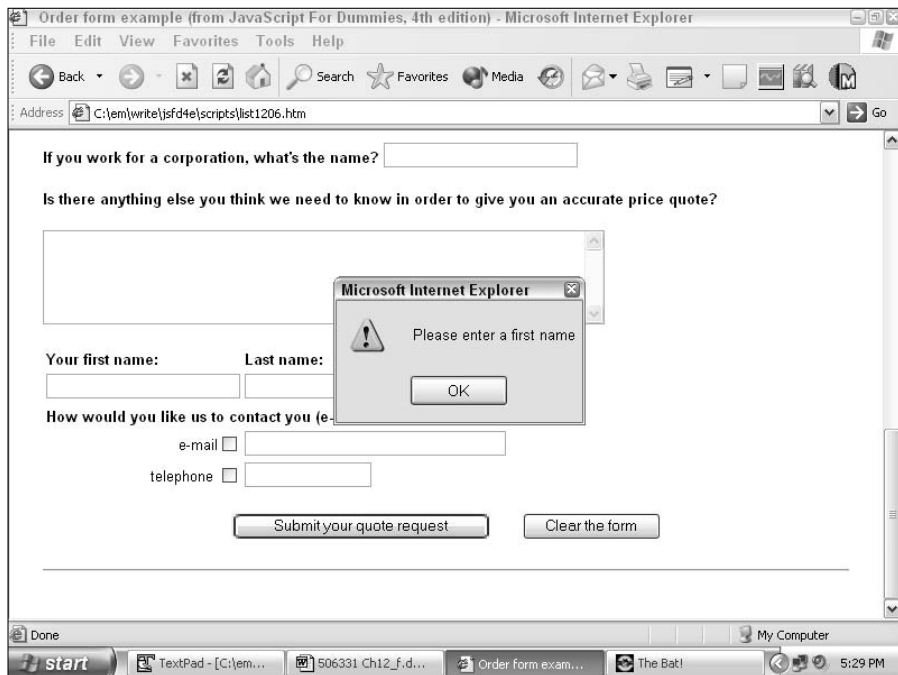 Order form example (from JavaScript For Dummies, 4th edition) - Microsoft Internet Explorer
File Edit View Favorites Tools Help
Back Search Favorites Media
Address C:\em\write\jsfd4e\scripts\list1206.htm Go
If you work for a corporation, what's the name?
Is there anything else you think we need to know in order to give you an accurate price quote?
Microsoft Internet Explorer
Please enter a first name
OK
Your first name: Last name:
How would you like us to contact you (e-
e-mail
telephone
Submit your quote request Clear the form
Done My Computer
start TextPad - [C:\em... 506331 Ch12_f.d... Order form exam... The Bat! 5:29 PM